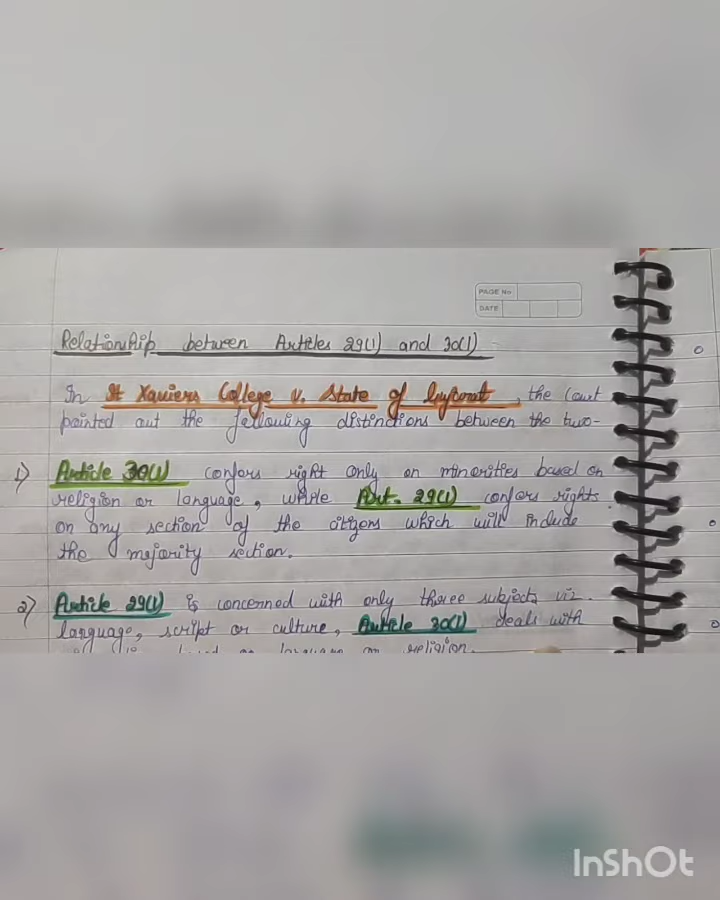 PAGE No
DATE
Relationship between Articles 29(1) and 30(1)
In St Xaviers College v. State of Gujarat, the Court
pointed out the following distinctions between the two-
1) Article 30(1) confers right only on minorities based on
religion or language, while Art. 29(1) confers rights
on any section of the citizens which will include
the majority section.
2) Article 29(1) is concerned with only three subjects viz.
language, script or culture, Article 30(1) deals with
language or religion.
InShOt